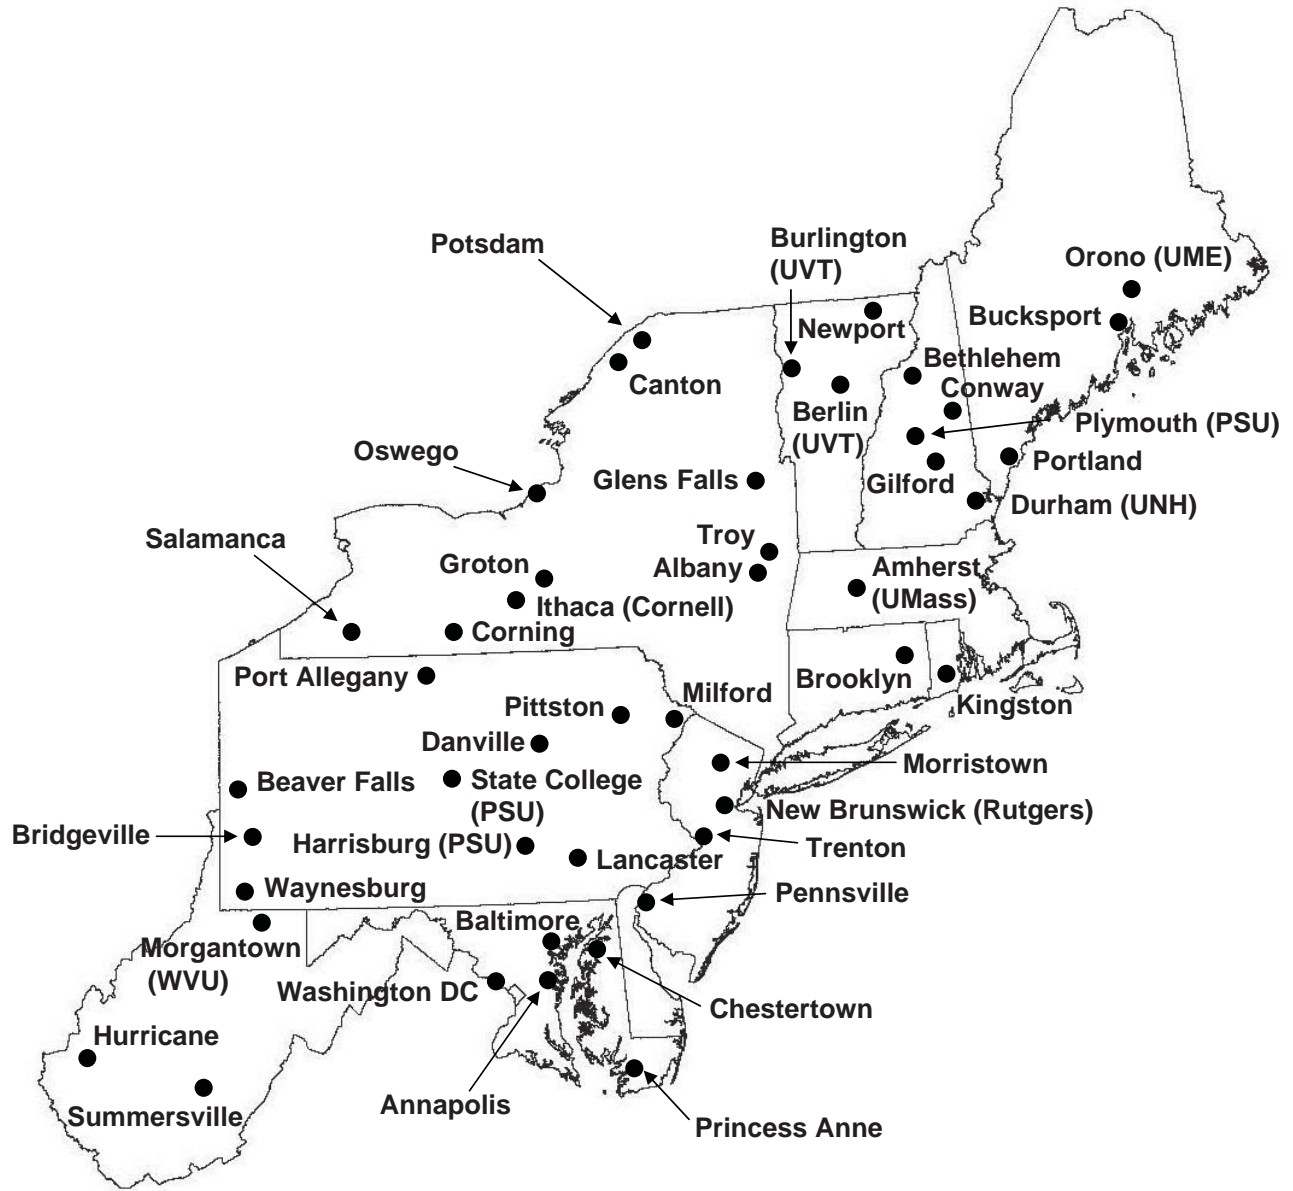 Burlington
(UVT)
Potsdam
Orono (UME)
Bucksport
Newport
Bethlehem
Canton
Conway
Berlin
(UVT)
Plymouth (PSU)
Oswego
Portland
Glens Falls
Gilford
Durham (UNH)
Salamanca
Troy
Groton
Albany
Amherst
(UMass)
Ithaca (Cornell)
Corning
Port Allegany
Brooklyn
Milford
Kingston
Pittston
Danville
Morristown
Beaver Falls
State College
(PSU)
New Brunswick (Rutgers)
Bridgeville
Harrisburg (PSU)
Trenton
Lancaster
Waynesburg
Pennsville
Baltimore
Morgantown
(WVU)
Washington DC
Chestertown
Hurricane
Annapolis
Summersville
Princess Anne